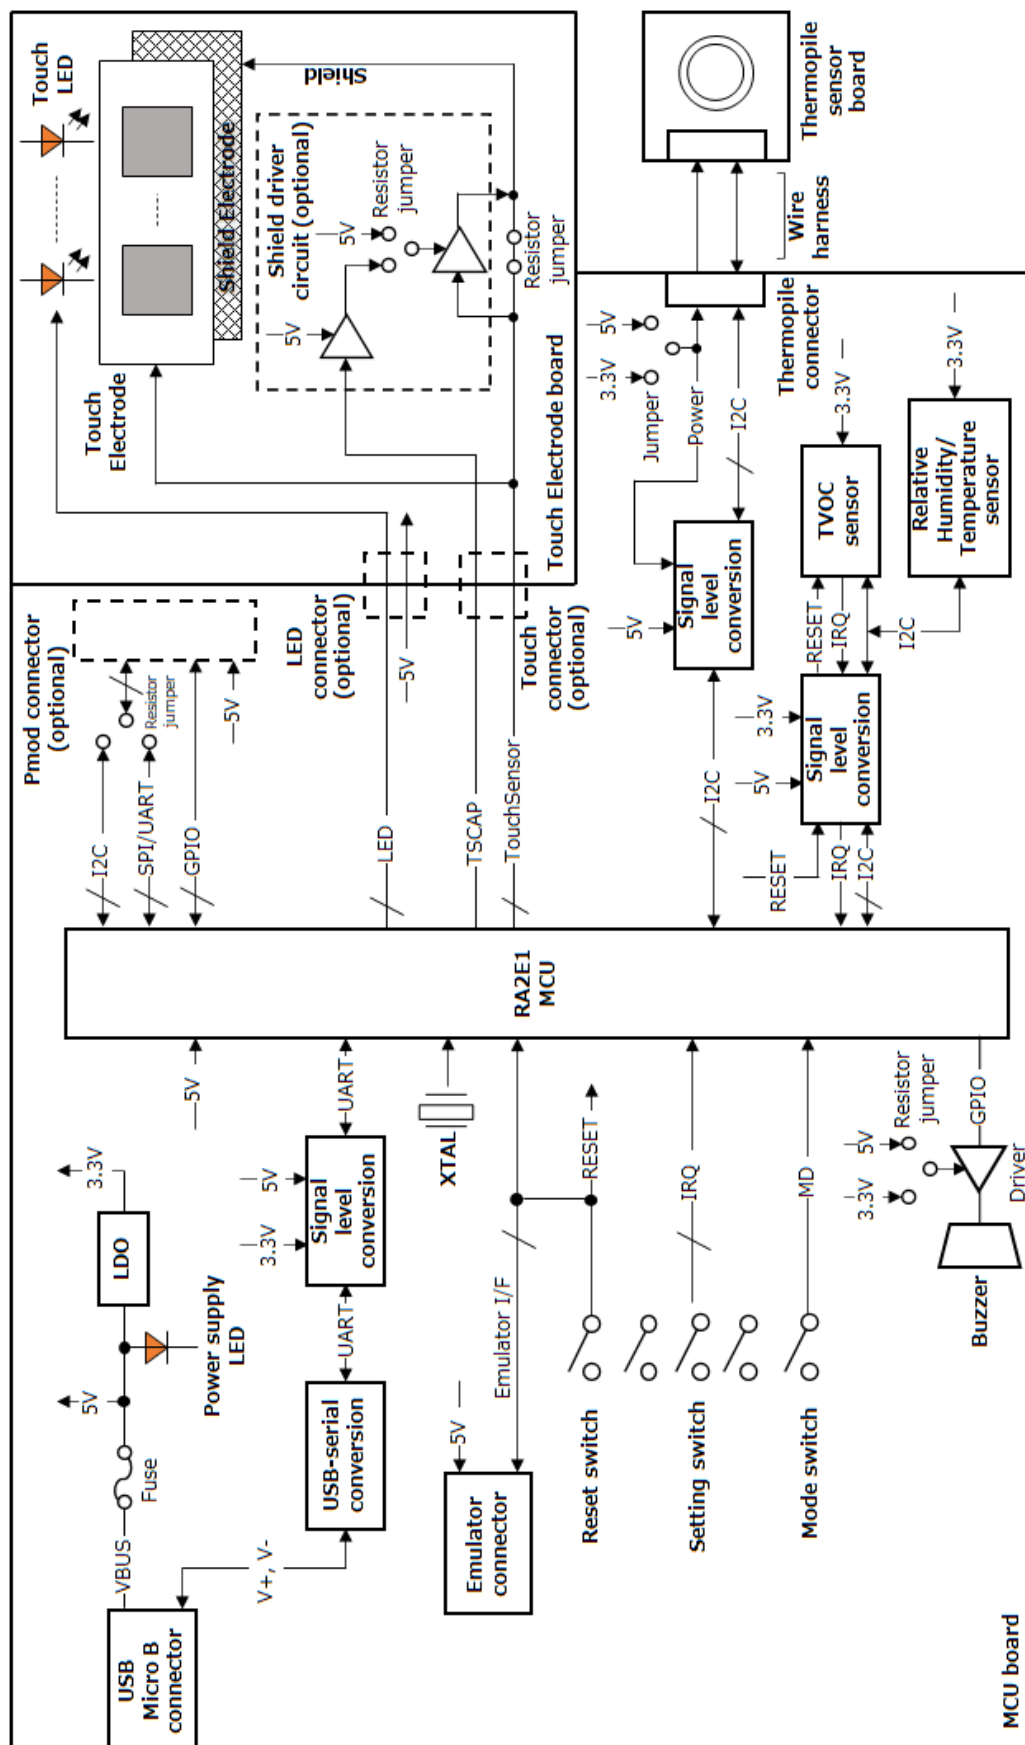 USB
Micro B
connector
VBUS
Fuse
5V
Power supply
LED
LDO
3.3V
V+, V-
USB-serial
conversion
UART
3.3V
5V
Signal
level
conversion
UART
5V
XTAL
Emulator
connector
5V
Emulator I/F
RESET
Reset switch
Setting switch
IRQ
Mode switch
MD
Buzzer
Driver
3.3V
5V
Resistor
jumper
GPIO
RA2E1
MCU
MCU board
I2C
SPI/UART
GPIO
Resistor
jumper
5V
Pmod connector
(optional)
LED
5V
LED
connector
(optional)
TSCAP
TouchSensor
Touch
connector
(optional)
Touch Electrode board
Touch
Electrode
Touch
LED
Shield Electrode
Shield
Shield driver
circuit (optional)
5V
5V
Resistor
jumper
Resistor
jumper
I2C
5V
Signal
level
conversion
Jumper
3.3V
5V
Power
I2C
Thermopile
connector
Wire
harness
Thermopile
sensor
board
RESET
IRQ
I2C
5V
3.3V
Signal
level
conversion
RESET
IRQ
I2C
TVOC
sensor
3.3V
Relative
Humidity/
Temperature
sensor
3.3V